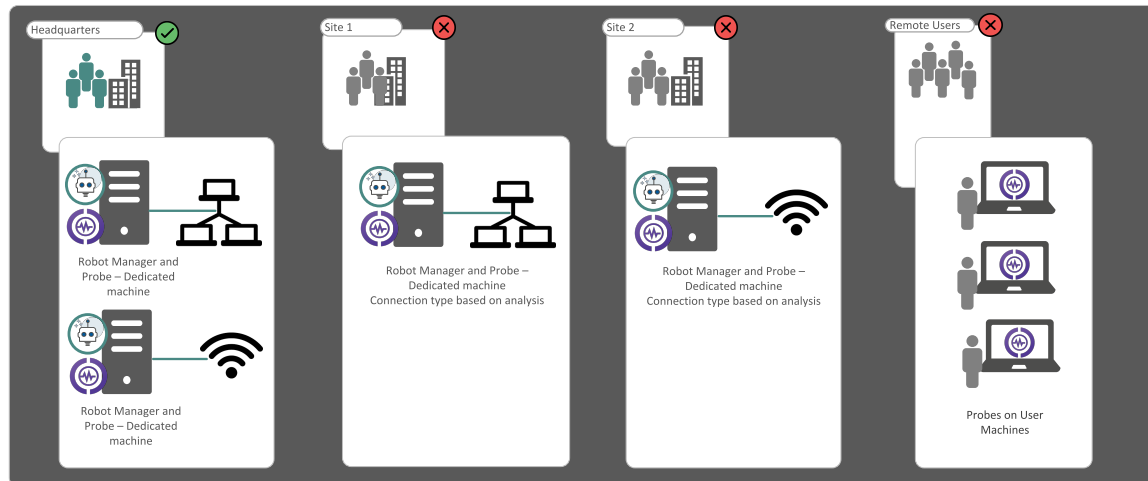 Headquarters
Site 1
Site 2
Remote Users
Robot Manager and
Probe – Dedicated
machine
Robot Manager and
Probe – Dedicated
machine
Robot Manager and Probe –
Dedicated machine
Connection type based on analysis
Robot Manager and Probe –
Dedicated machine
Connection type based on analysis
Probes on User
Machines